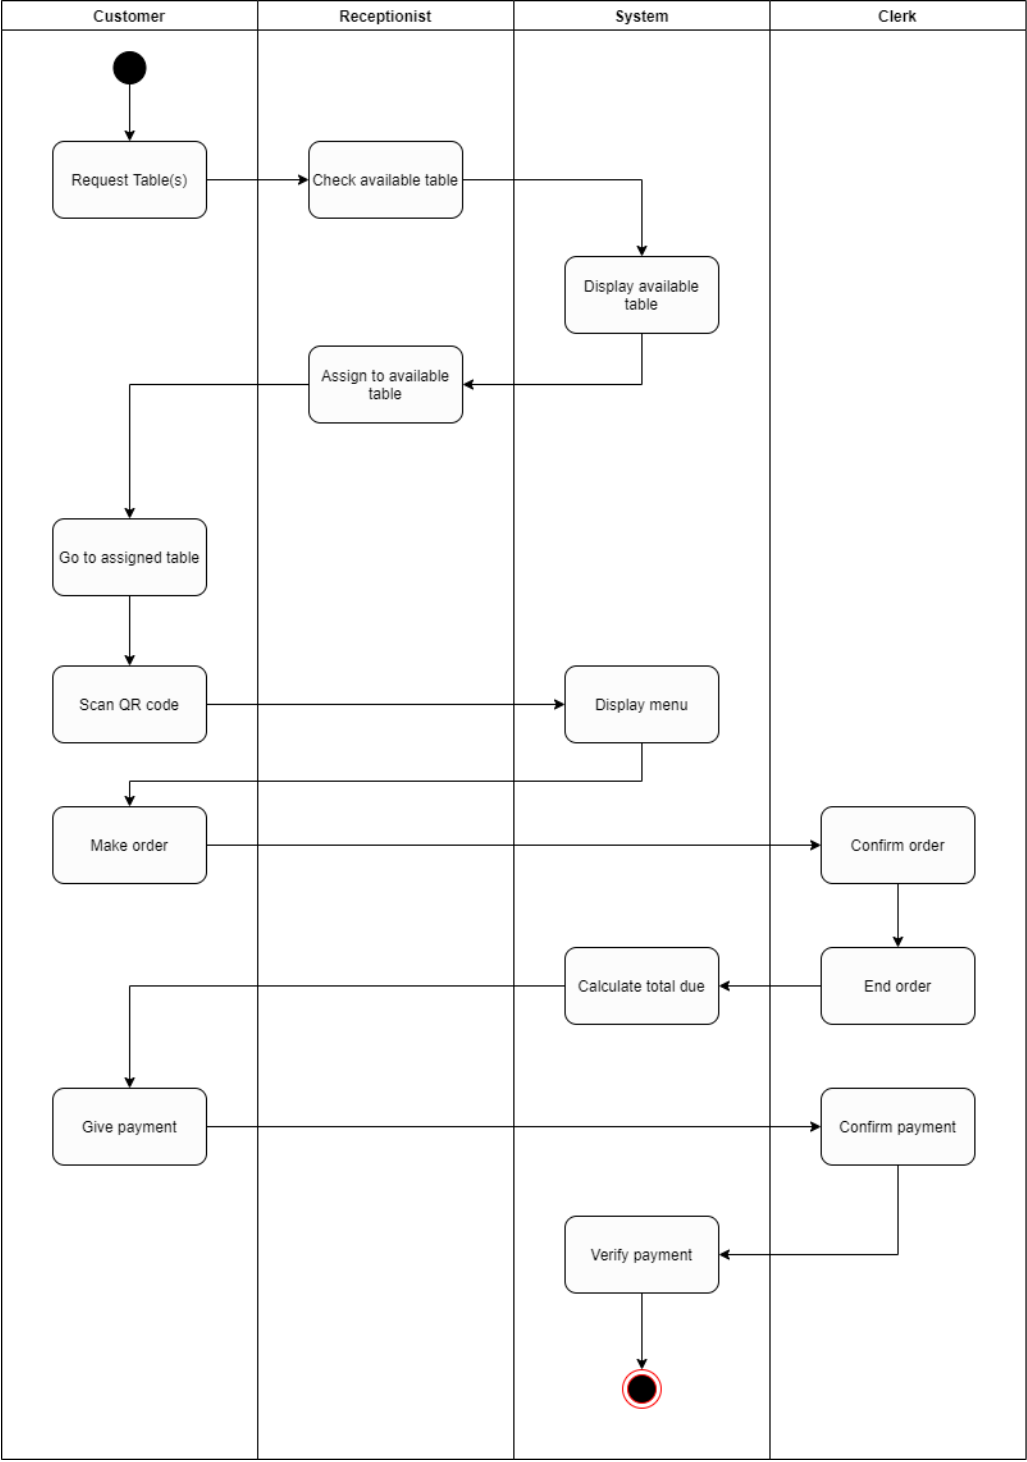 Customer
Receptionist
System
Clerk
Request Table(s)
Check available table
Display available
table
Assign to available
table
Go to assigned table
Scan QR code
Display menu
Make order
Confirm order
Calculate total due
End order
Give payment
Confirm payment
Verify payment